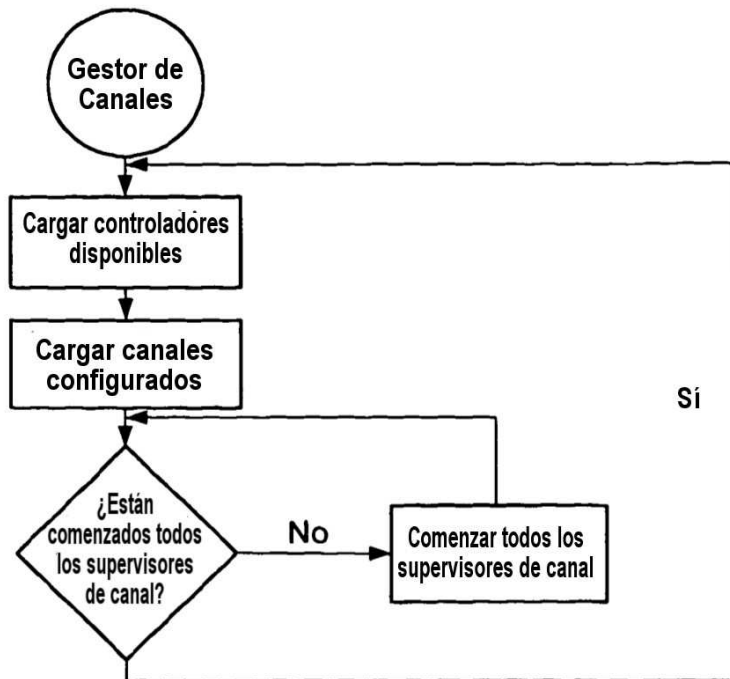 Gestor de
Canales
Cargar controladores
disponibles
Cargar canales
configurados
Sí
¿Están
comenzados todos
los supervisores
de canal?
No
Comenzar todos los
supervisores de canal